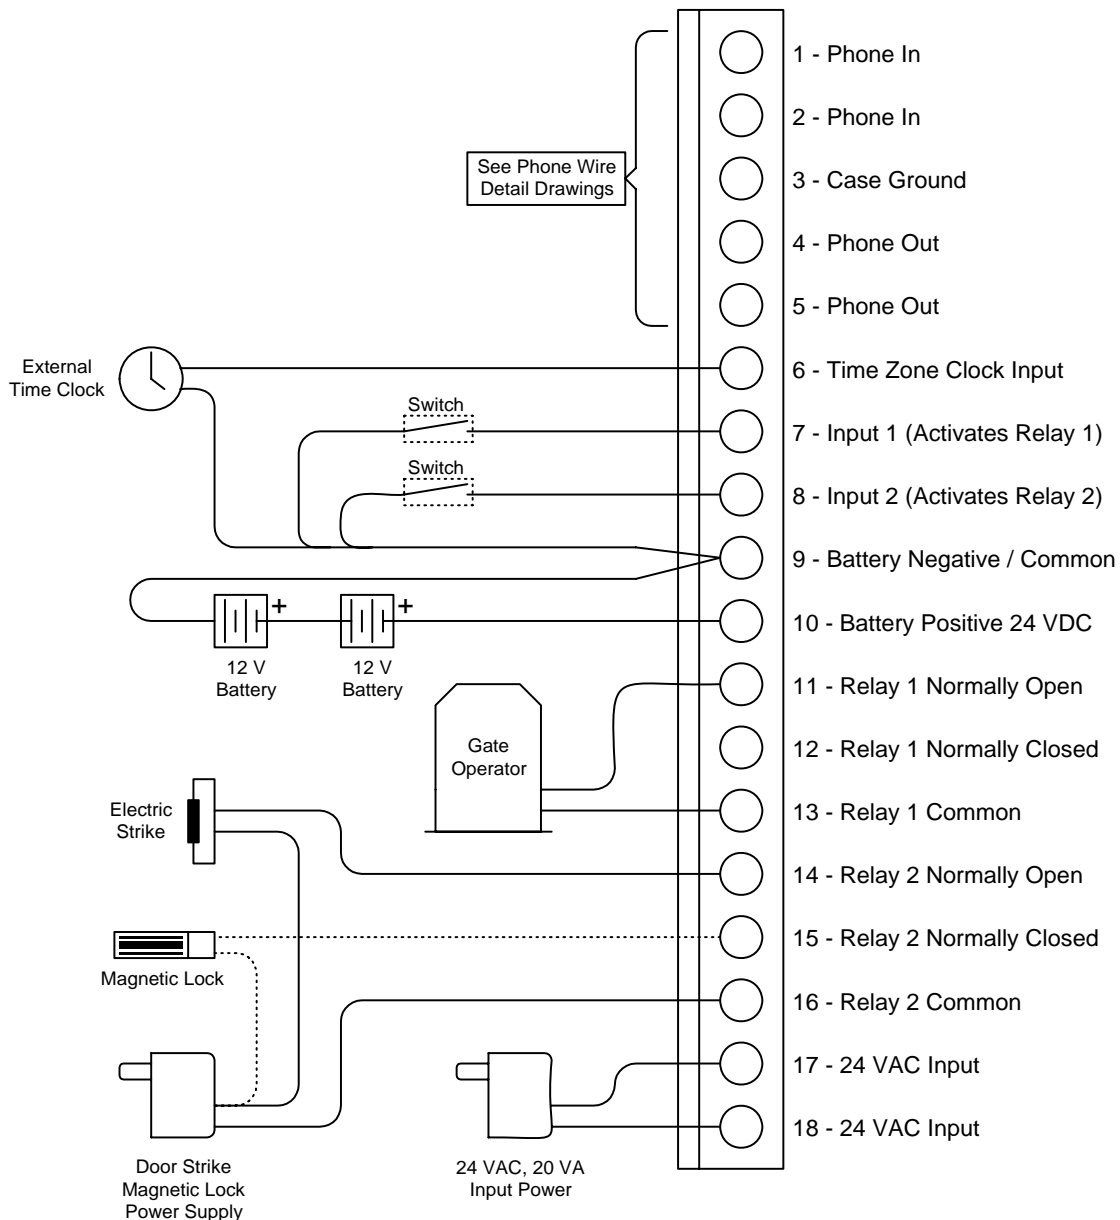 1 - Phone In
2 - Phone In
See Phone Wire
Detail Drawings
3 - Case Ground
4 - Phone Out
5 - Phone Out
External
Time Clock
6 - Time Zone Clock Input
Switch
7 - Input 1 (Activates Relay 1)
Switch
8 - Input 2 (Activates Relay 2)
9 - Battery Negative / Common
+
+
10 - Battery Positive 24 VDC
12 V
Battery
12 V
Battery
11 - Relay 1 Normally Open
Gate
Operator
12 - Relay 1 Normally Closed
Electric
Strike
13 - Relay 1 Common
14 - Relay 2 Normally Open
15 - Relay 2 Normally Closed
Magnetic Lock
16 - Relay 2 Common
17 - 24 VAC Input
18 - 24 VAC Input
Door Strike
Magnetic Lock
Power Supply
24 VAC, 20 VA
Input Power